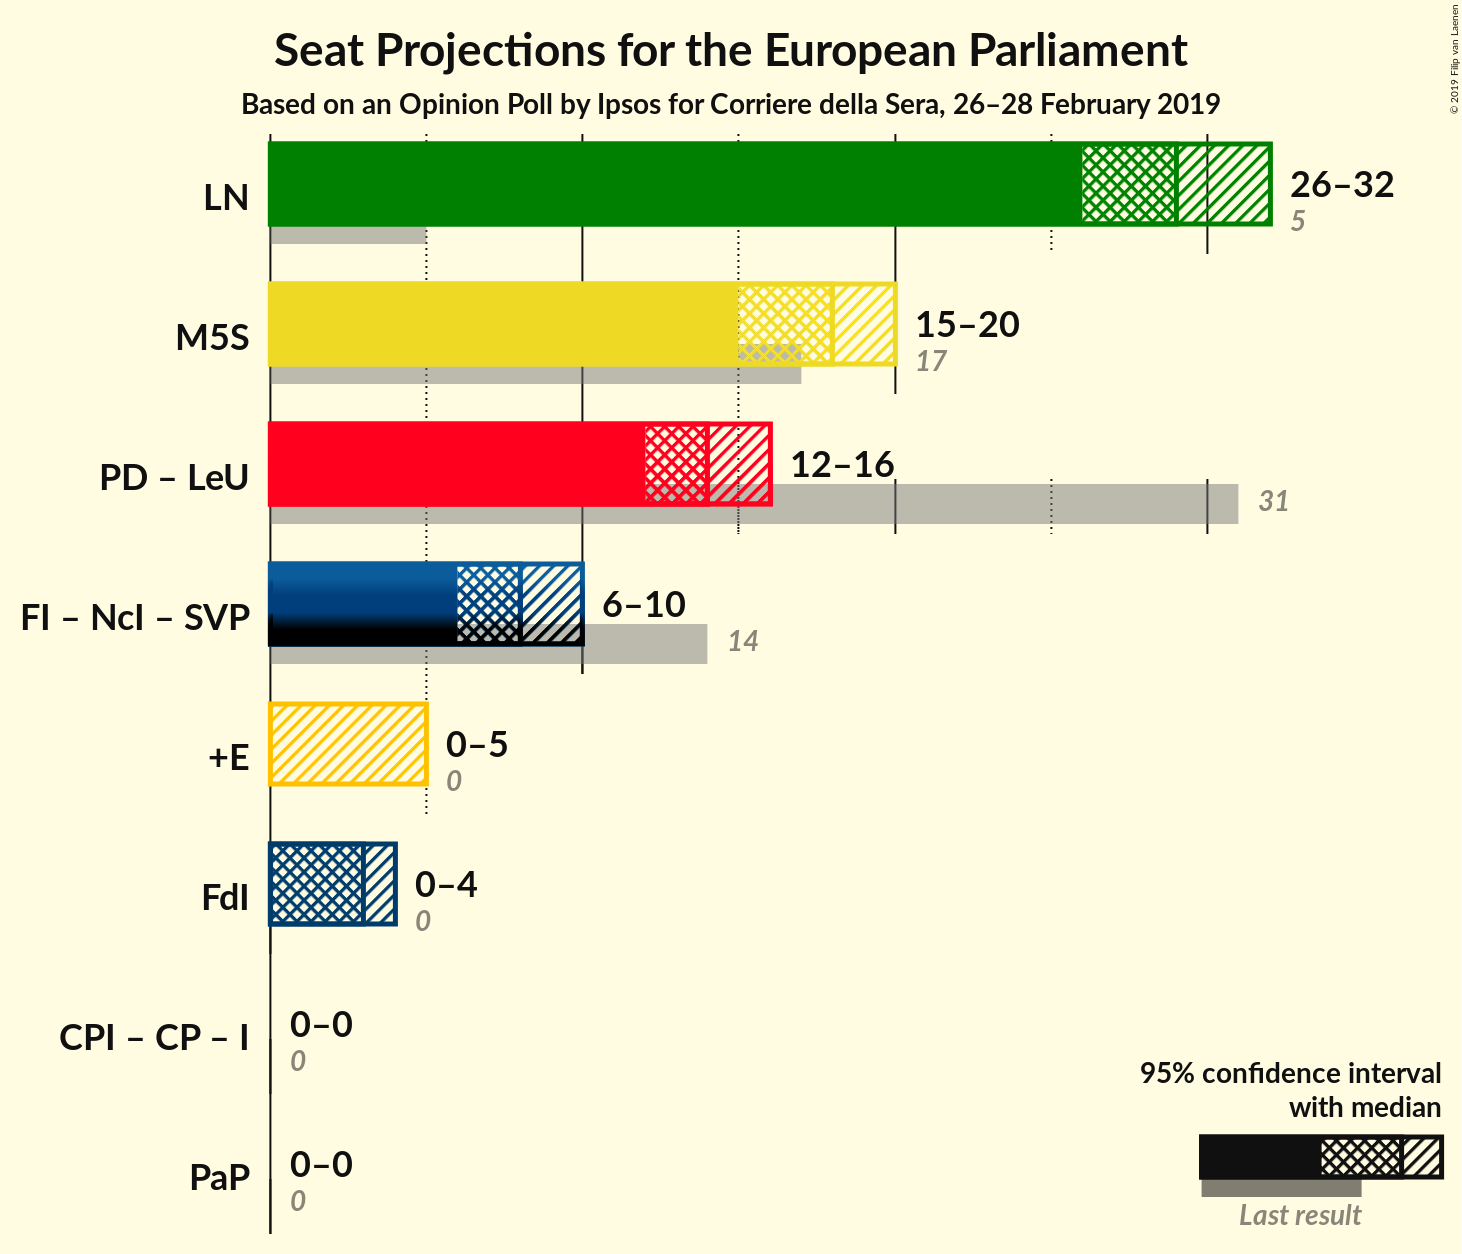 Seat Projections for the European Parliament
Based on an Opinion Poll by Ipsos for Corriere della Sera, 26–28 February 2019
© 2019 Filip van Laenen
LN
26–32
5
M5S
15–20
17
PD – LeU
12–16
31
FI – NcI – SVP
6–10
14
+E
0–5
0
FdI
0–4
0
CPI – CP – I
0–0
0
PaP
0–0
0
95% confidence interval
with median
Last result